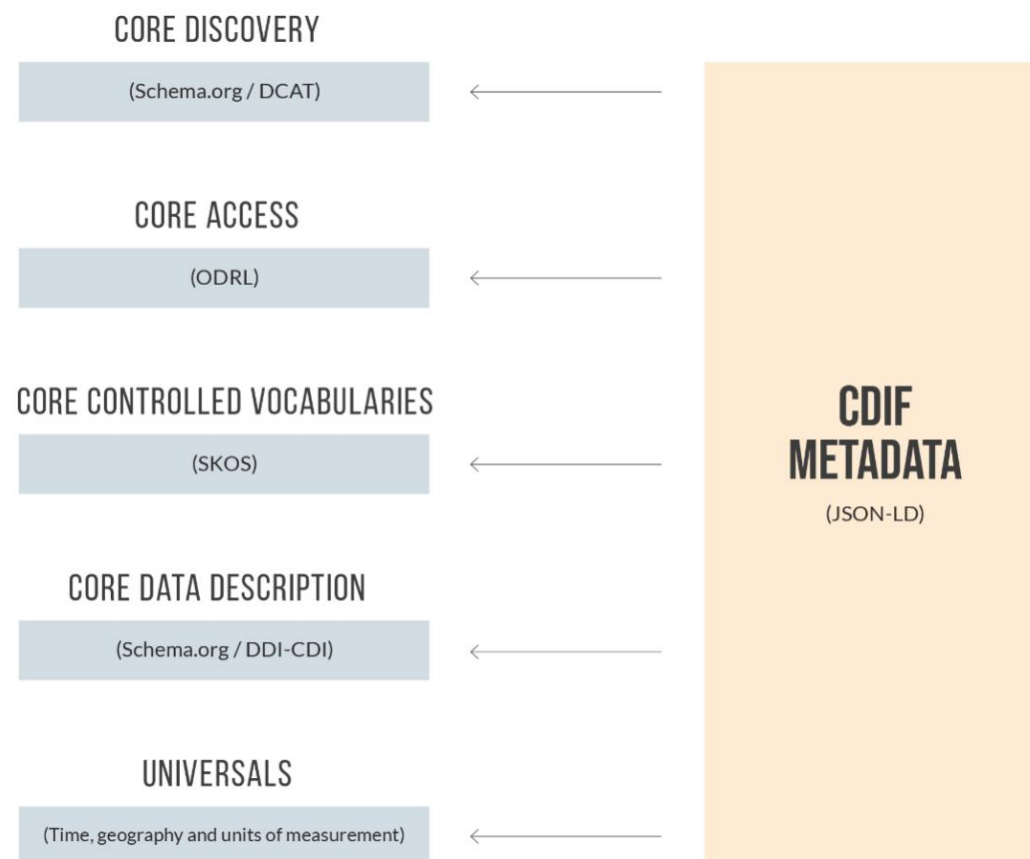 CORE DISCOVERY
(Schema.org / DCAT)
CORE ACCESS
(ODRL)
CORE CONTROLLED VOCABULARIES
(SKOS)
CORE DATA DESCRIPTION
(Schema.org / DDI-CDI)
UNIVERSALS
(Time, geography and units of measurement)
CDIF
METADATA
(JSON-LD)